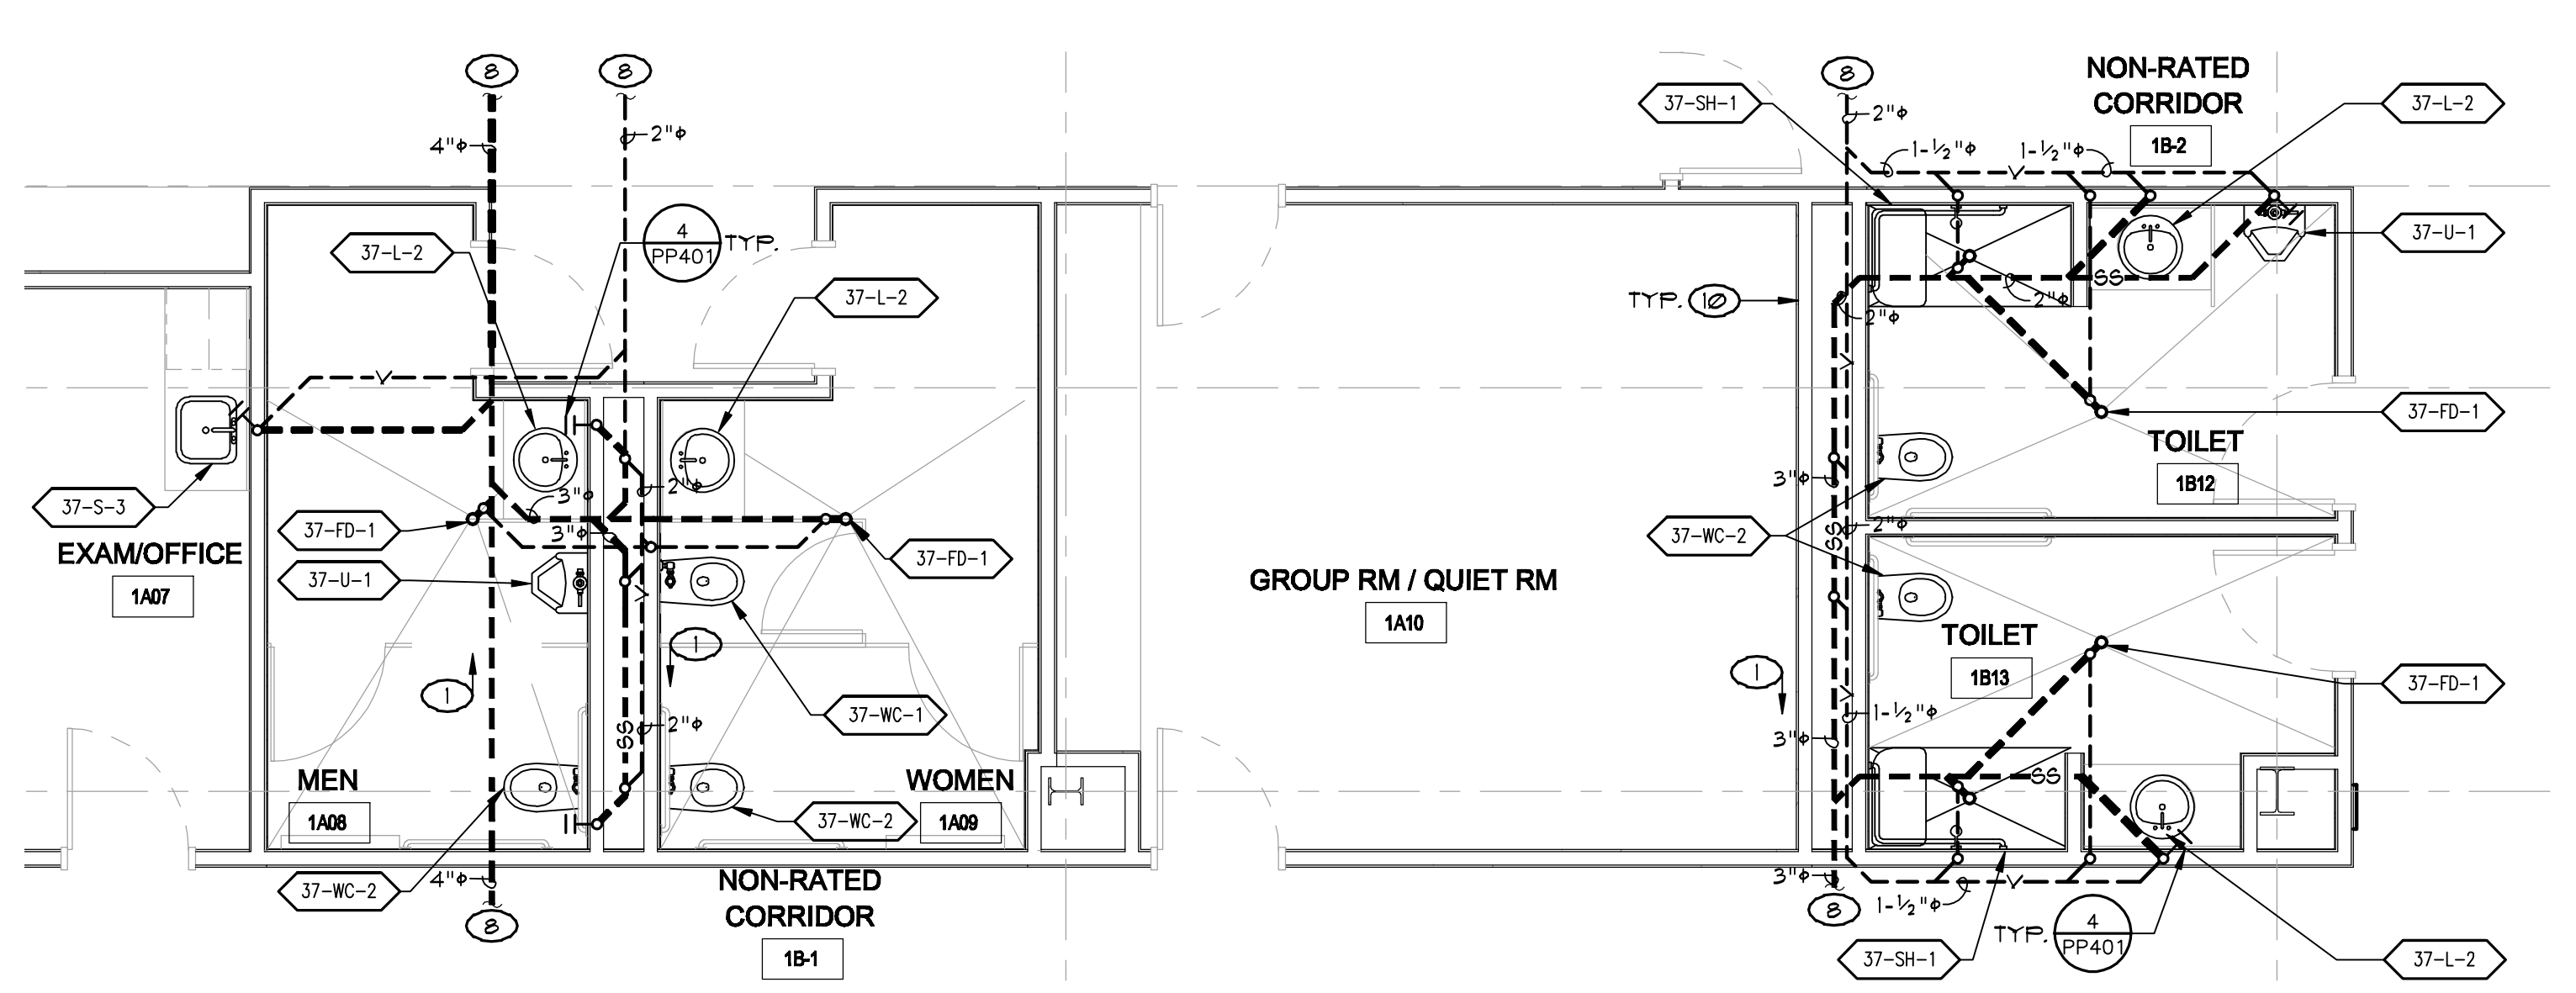 8
8
8
NON-RATED
CORRIDOR
1B-2
37-SH-1
37-L-2
2"ϕ
4"ϕ
2"ϕ
1-½"ϕ
V
1-½"ϕ
37-L-2
4
PP401
TYP.
37-U-1
37-L-2
TYP.
10
SS
2"ϕ
2"ϕ
V
V
37-FD-1
TOILET
1B12
37-S-3
3"ϕ
2"ϕ
3"ϕ
37-FD-1
3"ϕ
37-FD-1
37-WC-2
SS
2"ϕ
EXAM/OFFICE
1A07
37-U-1
V
GROUP RM / QUIET RM
1A10
TOILET
1B13
1
1
1
37-FD-1
37-WC-1
V
1-½"ϕ
SS
2"ϕ
3"ϕ
MEN
1A08
WOMEN
1A09
37-WC-2
SS
37-WC-2
4"ϕ
NON-RATED
CORRIDOR
1B-1
8
3"ϕ
8
V
1-½"ϕ
TYP.
4
PP401
37-SH-1
37-L-2